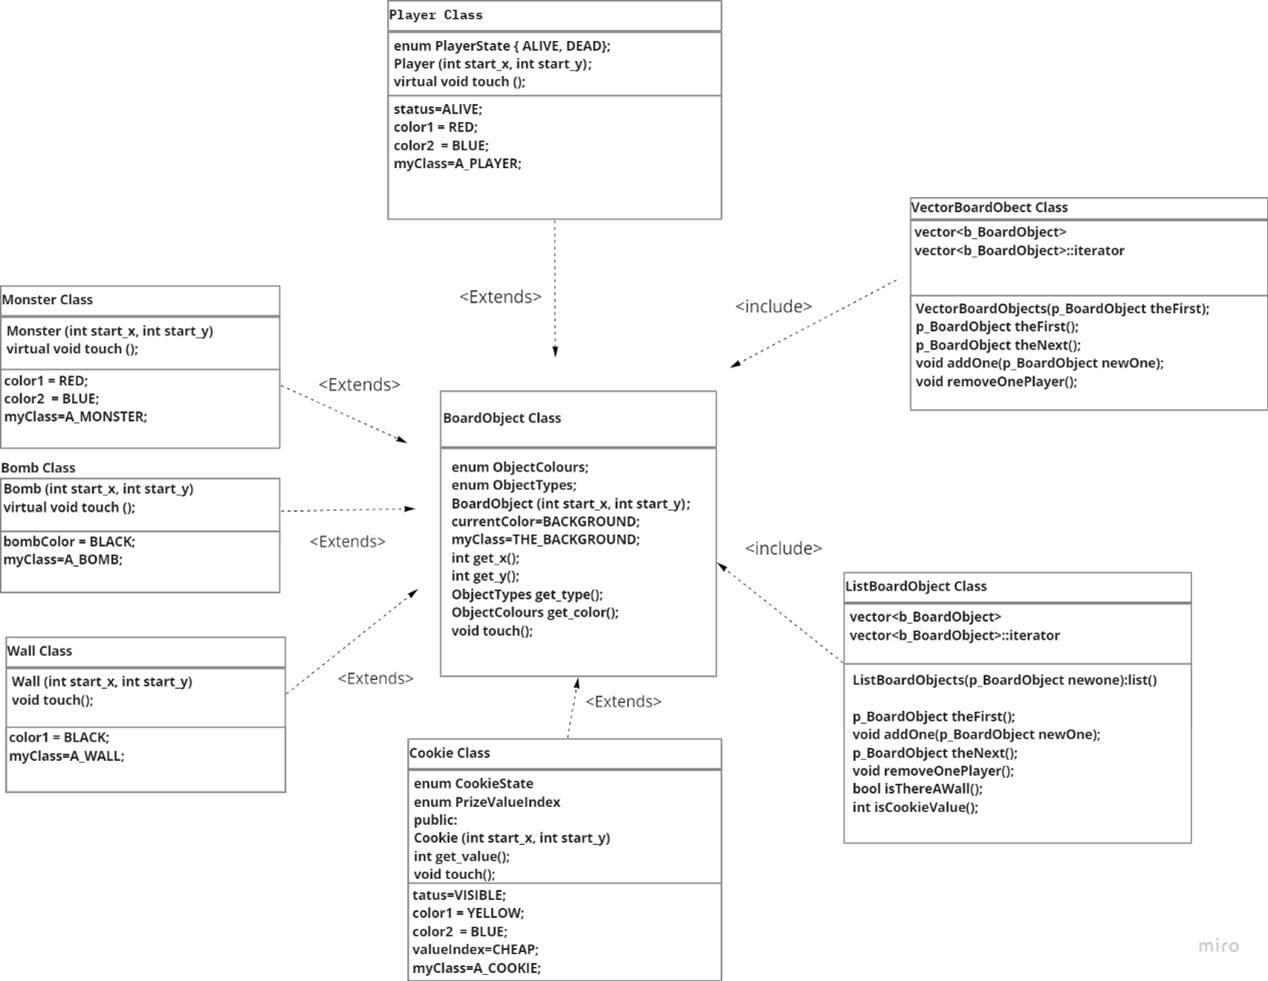 Player Class
enum PlayerState { ALIVE, DEAD};
Player (int start_x, int start_y);
virtual void touch ();
status=ALIVE;
color1 = RED;
color2  = BLUE;
myClass=A_PLAYER;
<Extends>
VectorBoardObect Class
vector<b_BoardObject>
vector<b_BoardObject>::iterator
VectorBoardObjects(p_BoardObject theFirst);
p_BoardObject theFirst();
p_BoardObject theNext();
void addOne(p_BoardObject newOne);
void removeOnePlayer();
<include>
Monster Class
Monster (int start_x, int start_y)
virtual void touch ();
color1 = RED;
color2  = BLUE;
myClass=A_MONSTER;
<Extends>
Bomb Class
Bomb (int start_x, int start_y)
virtual void touch ();
bombColor = BLACK;
myClass=A_BOMB;
<Extends>
BoardObject Class
enum ObjectColours;
enum ObjectTypes;
BoardObject (int start_x, int start_y);
currentColor=BACKGROUND;
myClass=THE_BACKGROUND;
int get_x();
int get_y();
ObjectTypes get_type();
ObjectColours get_color();
void touch();
<include>
ListBoardObject Class
vector<b_BoardObject>
vector<b_BoardObject>::iterator
ListBoardObjects(p_BoardObject newone):list()
p_BoardObject theFirst();
void addOne(p_BoardObject newOne);
p_BoardObject theNext();
void removeOnePlayer();
bool isThereAWall();
int isCookieValue();
Wall Class
Wall (int start_x, int start_y)
void touch();
color1 = BLACK;
myClass=A_WALL;
<Extends>
<Extends>
Cookie Class
enum CookieState
enum PrizeValueIndex
public:
Cookie (int start_x, int start_y)
int get_value();
void touch();
tatus=VISIBLE;
color1 = YELLOW;
color2  = BLUE;
valueIndex=CHEAP;
myClass=A_COOKIE;
miro